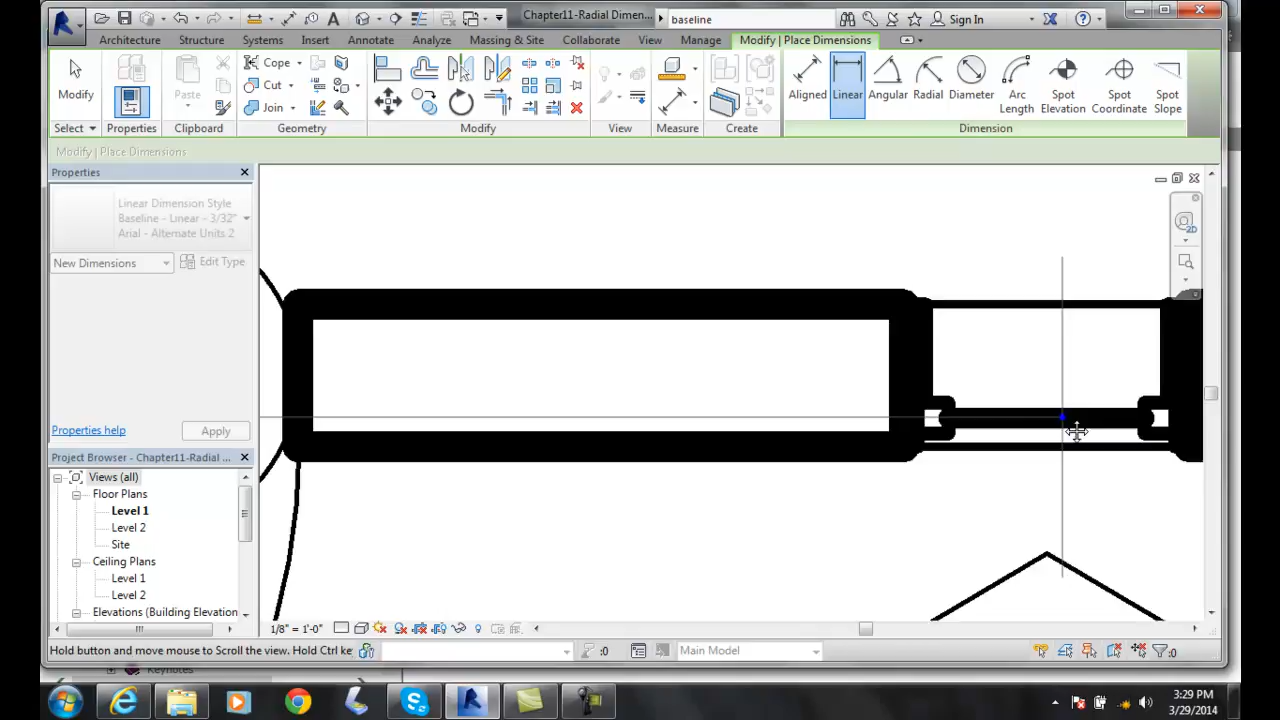 Chapter11-Radial Dimen...
baseline
Sign In
Architecture Structure Systems Insert Annotate Analyze Massing & Site Collaborate View Manage Modify | Place Dimensions
Modify Paste Cope Cut Join Aligned Linear Angular Radial Diameter Arc Length Spot Elevation Spot Coordinate Spot Slope
Select Properties Clipboard Geometry Modify View Measure Create Dimension
Modify | Place Dimensions
Properties
Linear Dimension Style
Baseline - Linear - 3/32"
Arial - Alternate Units 2
New Dimensions Edit Type
2D
Properties help Apply
Project Browser - Chapter11-Radial ...
Views (all)
Floor Plans
Level 1
Level 2
Site
Ceiling Plans
Level 1
Level 2
Elevations (Building Elevation
1/8" = 1'-0"
Hold button and move mouse to Scroll the view. Hold Ctrl ke :0 Main Model :0
Keynotes
3:29 PM
3/29/2014